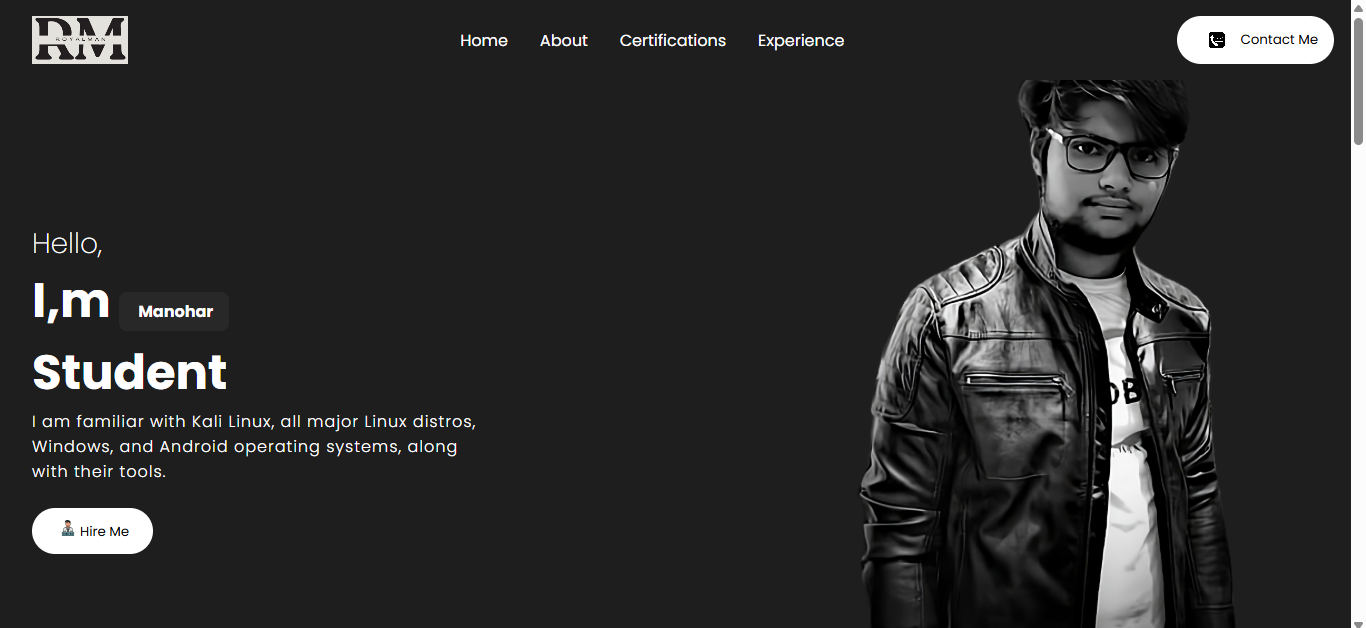 RM
ROYALMAN
Home About Certifications Experience
Contact Me
Hello,
I,m Manohar
Student
I am familiar with Kali Linux, all major Linux distros,
Windows, and Android operating systems, along
with their tools.
Hire Me
OB